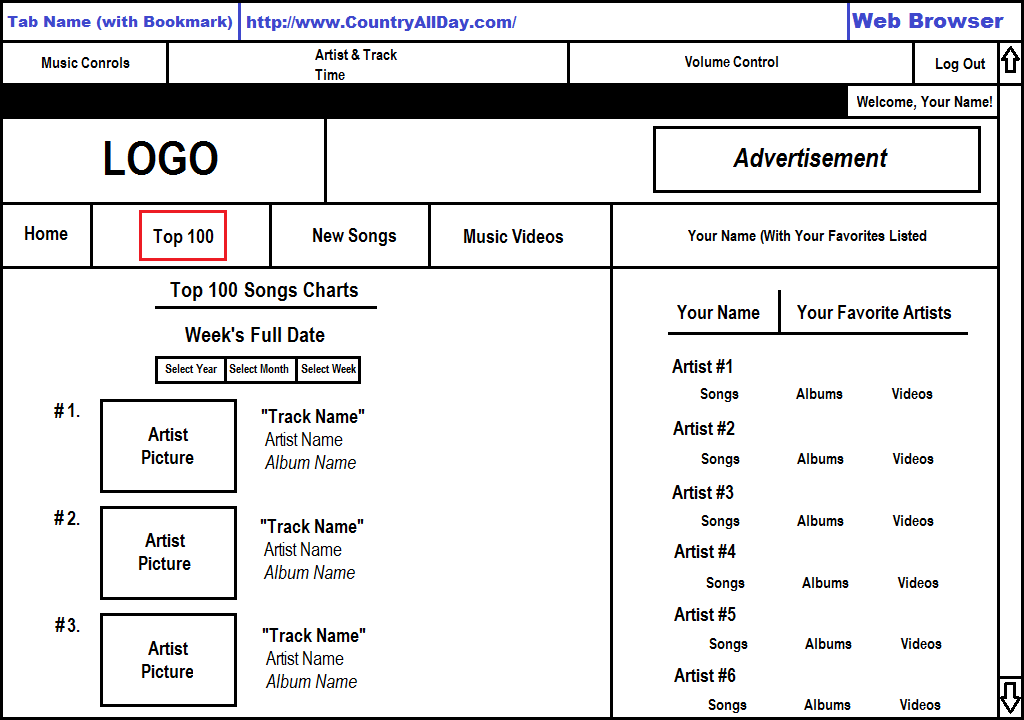 Tab Name (with Bookmark) http://www.CountryAllDay.com/ Web Browser
Music Conrols
Artist & Track
Time
Volume Control
Log Out
Welcome, Your Name!
LOGO
Advertisement
Home
Top 100
New Songs
Music Videos
Your Name (With Your Favorites Listed
Top 100 Songs Charts
Week's Full Date
Select Year Select Month Select Week
#1.
Artist
Picture
"Track Name"
Artist Name
Album Name
#2.
Artist
Picture
"Track Name"
Artist Name
Album Name
#3.
Artist
Picture
"Track Name"
Artist Name
Album Name
Your Name
Your Favorite Artists
Artist #1
Songs Albums Videos
Artist #2
Songs Albums Videos
Artist #3
Songs Albums Videos
Artist #4
Songs Albums Videos
Artist #5
Songs Albums Videos
Artist #6
Songs Albums Videos